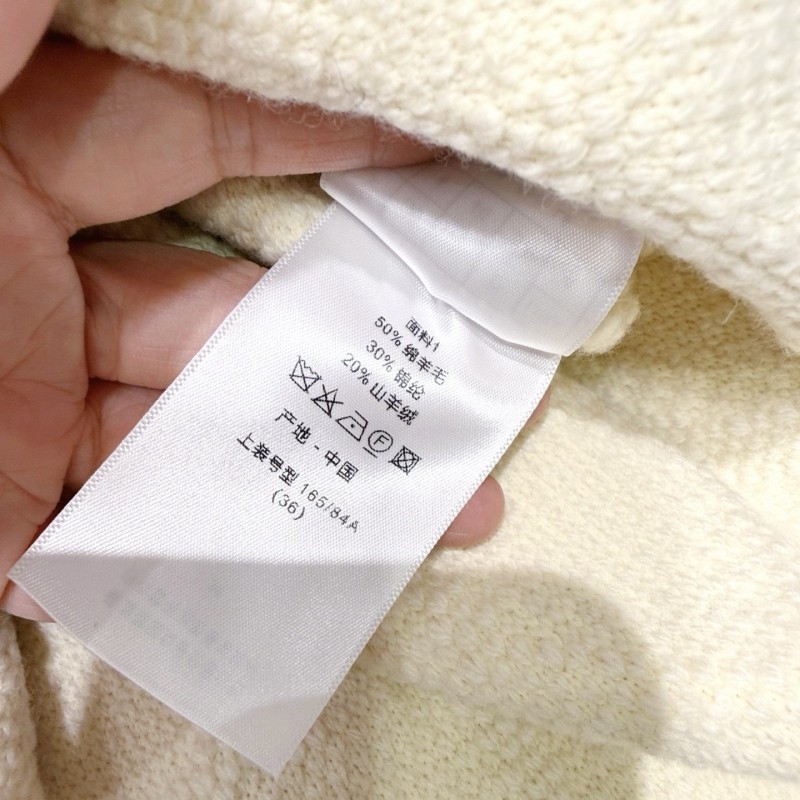 面料1
50% 绵羊毛
30% 锦纶
20% 山羊绒
F
产地 - 中国
上装号型 165/84A
(36)